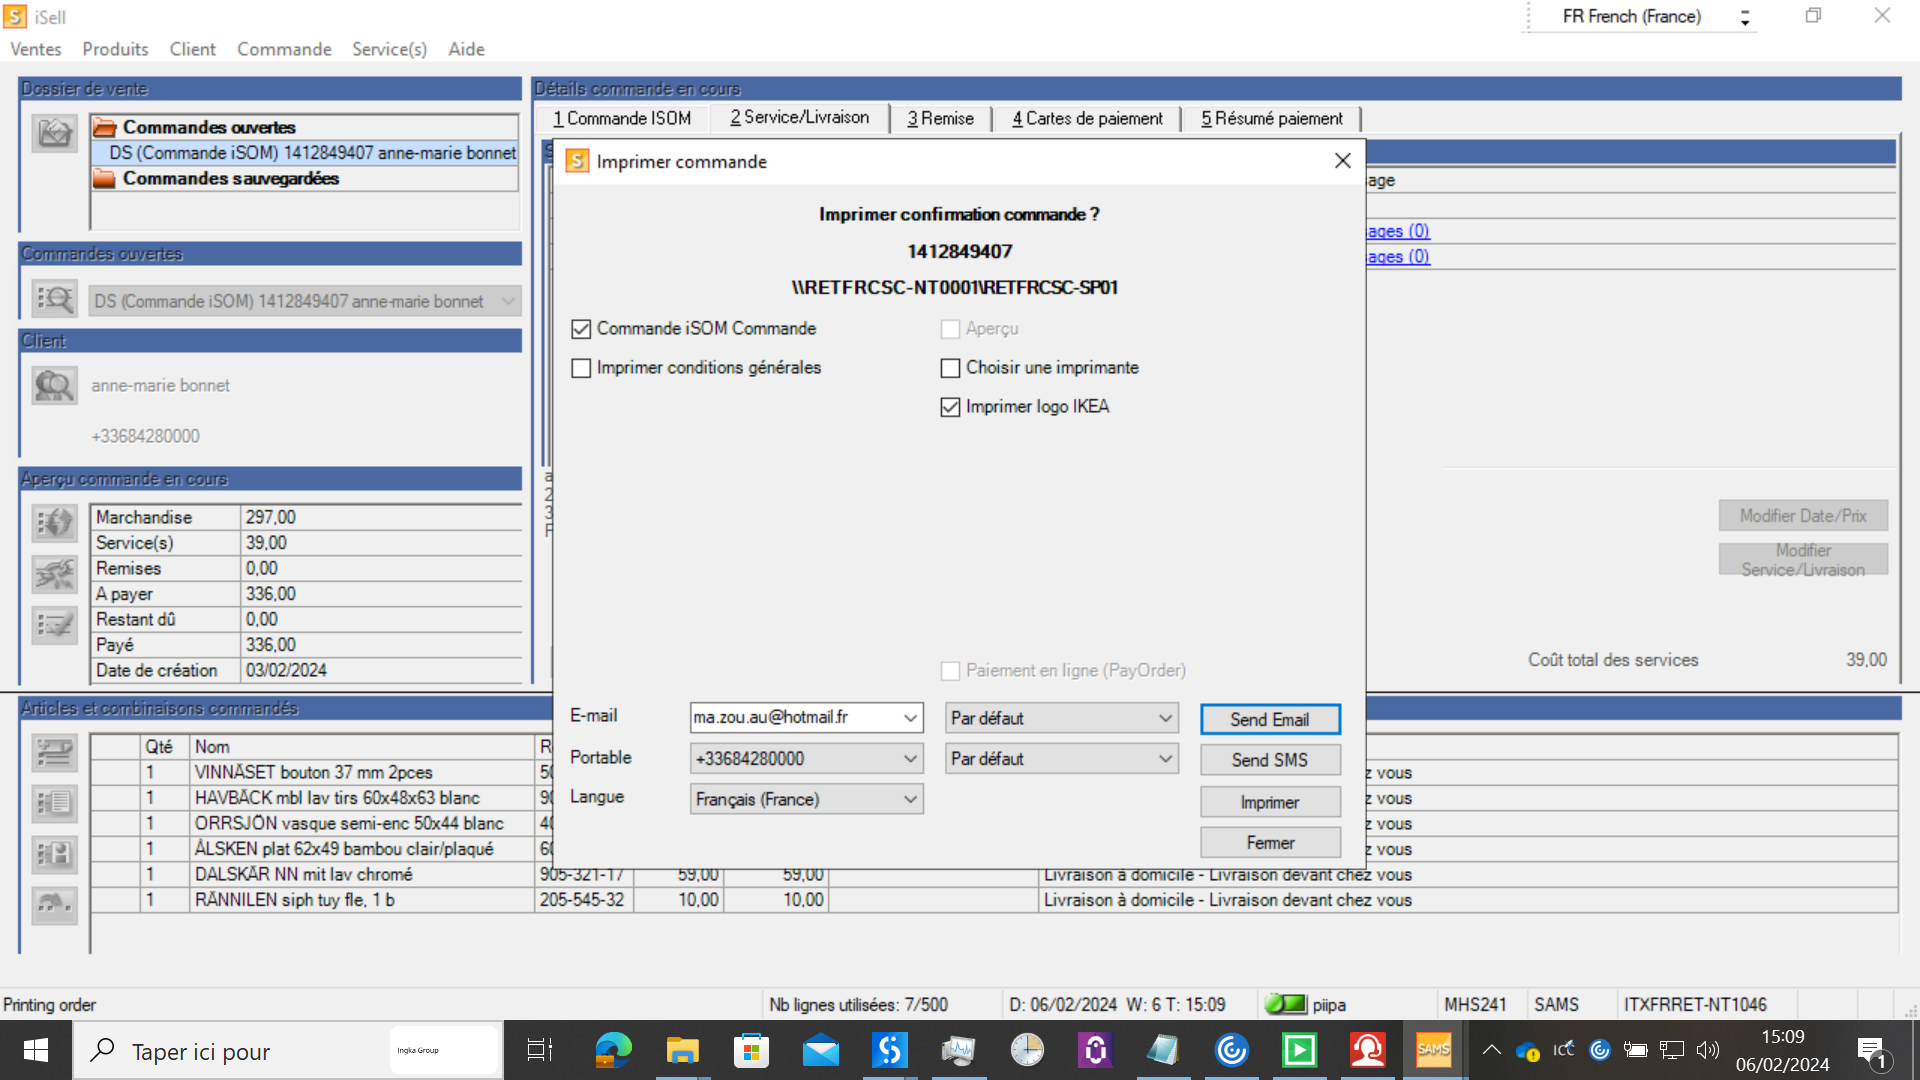 S iSell
FR French (France)
Ventes Produits Client Commande Service(s) Aide
Dossier de vente
Commandes ouvertes
DS (Commande iSOM) 1412849407 anne-marie bonnet
Commandes sauvegardées
Commandes ouvertes
DS (Commande iSOM) 1412849407 anne-marie bonnet
Client
anne-marie bonnet
+33684280000
Aperçu commande en cours
Marchandise 297,00
Service(s) 39,00
Remises 0,00
A payer 336,00
Restant dû 0,00
Payé 336,00
Date de création 03/02/2024
Détails commande en cours
1 Commande ISOM 2 Service/Livraison 3 Remise 4 Cartes de paiement 5 Résumé paiement
age
ages (0)
ages (0)
Modifier Date/Prix
Modifier
Service/Livraison
Coût total des services 39,00
S Imprimer commande
Imprimer confirmation commande ?
1412849407
\\RETFRCSC-NT0001\RETFRCSC-SP01
Commande iSOM Commande Aperçu
Imprimer conditions générales Choisir une imprimante
Imprimer logo IKEA
Paiement en ligne (PayOrder)
E-mail ma.zou.au@hotmail.fr Par défaut Send Email
Portable +33684280000 Par défaut Send SMS
Langue Français (France) Imprimer
Fermer
Articles et combinaisons commandés
Qté Nom R
1 VINNÄSET bouton 37 mm 2pces 50 z vous
1 HAVBÄCK mbl lav tirs 60x48x63 blanc 90 z vous
1 ORRSJÖN vasque semi-enc 50x44 blanc 40 z vous
1 ÄLSKEN plat 62x49 bambou clair/plaqué 60 z vous
1 DALSKÄR NN mit lav chromé 905-321-17 59,00 59,00 Livraison à domicile - Livraison devant chez vous
1 RÄNNILEN siph tuy fle, 1 b 205-545-32 10,00 10,00 Livraison à domicile - Livraison devant chez vous
Printing order Nb lignes utilisées: 7/500 D: 06/02/2024 W: 6 T: 15:09 piipa MHS241 SAMS ITXFRRET-NT1046
Taper ici pour Ingka Group SAMS 15:09
06/02/2024 1